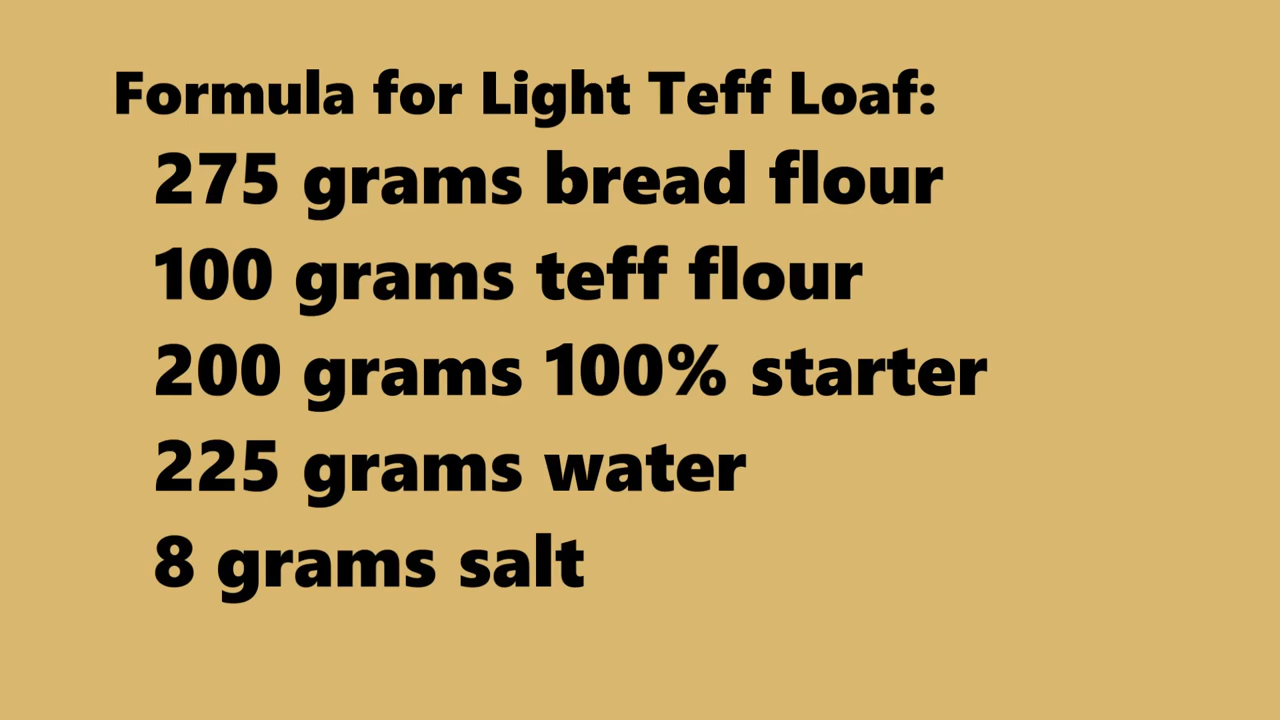 Formula for Light Teff Loaf:
275 grams bread flour
100 grams teff flour
200 grams 100% starter
225 grams water
8 grams salt